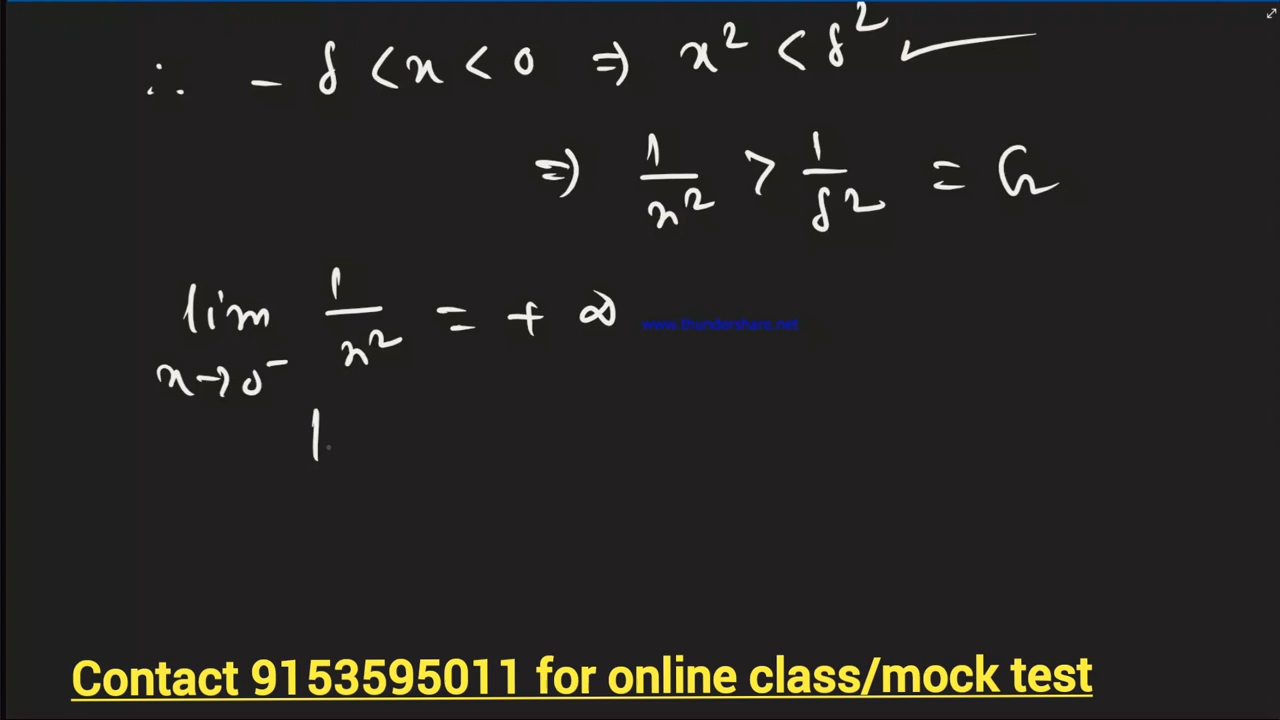 ∴ - δ < x < 0 ⇒ x² < δ²
⇒ 1/x² > 1/δ² = G
lim x→0⁻ 1/x² = + ∞
www.thundershare.net
Contact 9153595011 for online class/mock test